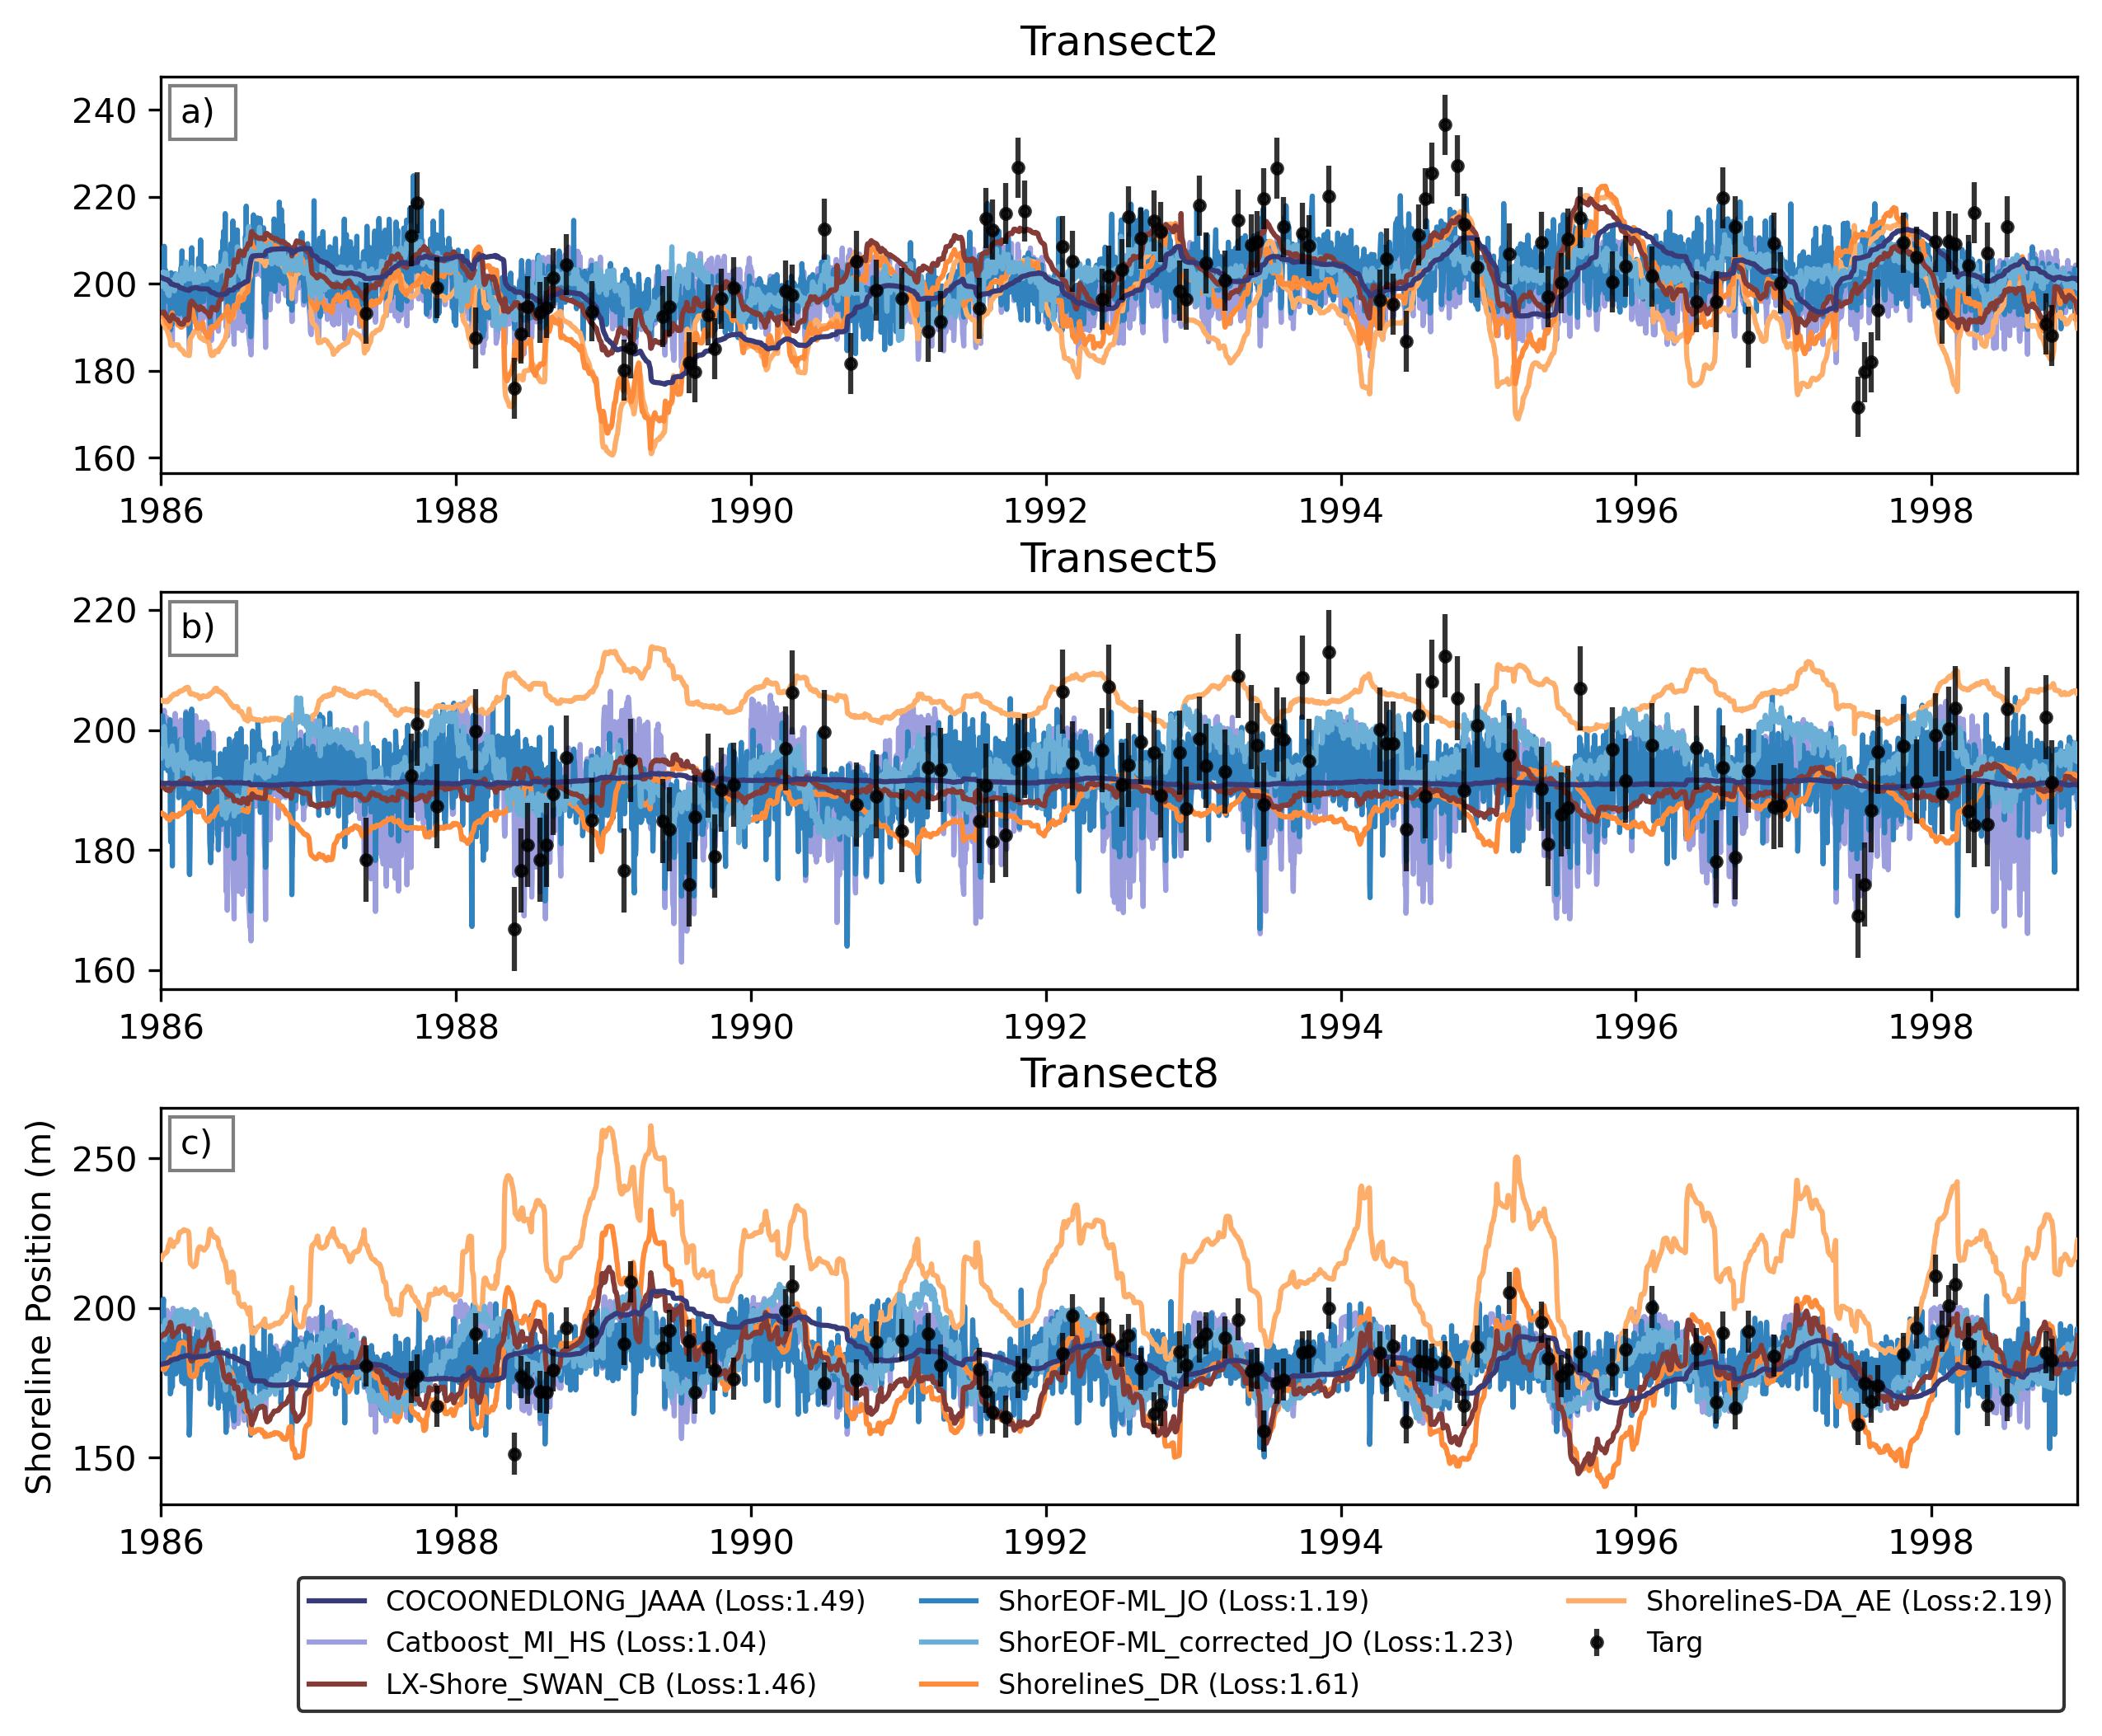 Transect2
a)
240
220
200
180
160
1986 1988 1990 1992 1994 1996 1998
Transect5
b)
220
200
180
160
1986 1988 1990 1992 1994 1996 1998
Transect8
c)
Shoreline Position (m)
250
200
150
1986 1988 1990 1992 1994 1996 1998
COCOONEDLONG_JAAA (Loss:1.49)
Catboost_MI_HS (Loss:1.04)
LX-Shore_SWAN_CB (Loss:1.46)
ShorEOF-ML_JO (Loss:1.19)
ShorEOF-ML_corrected_JO (Loss:1.23)
ShorelineS_DR (Loss:1.61)
ShorelineS-DA_AE (Loss:2.19)
Targ